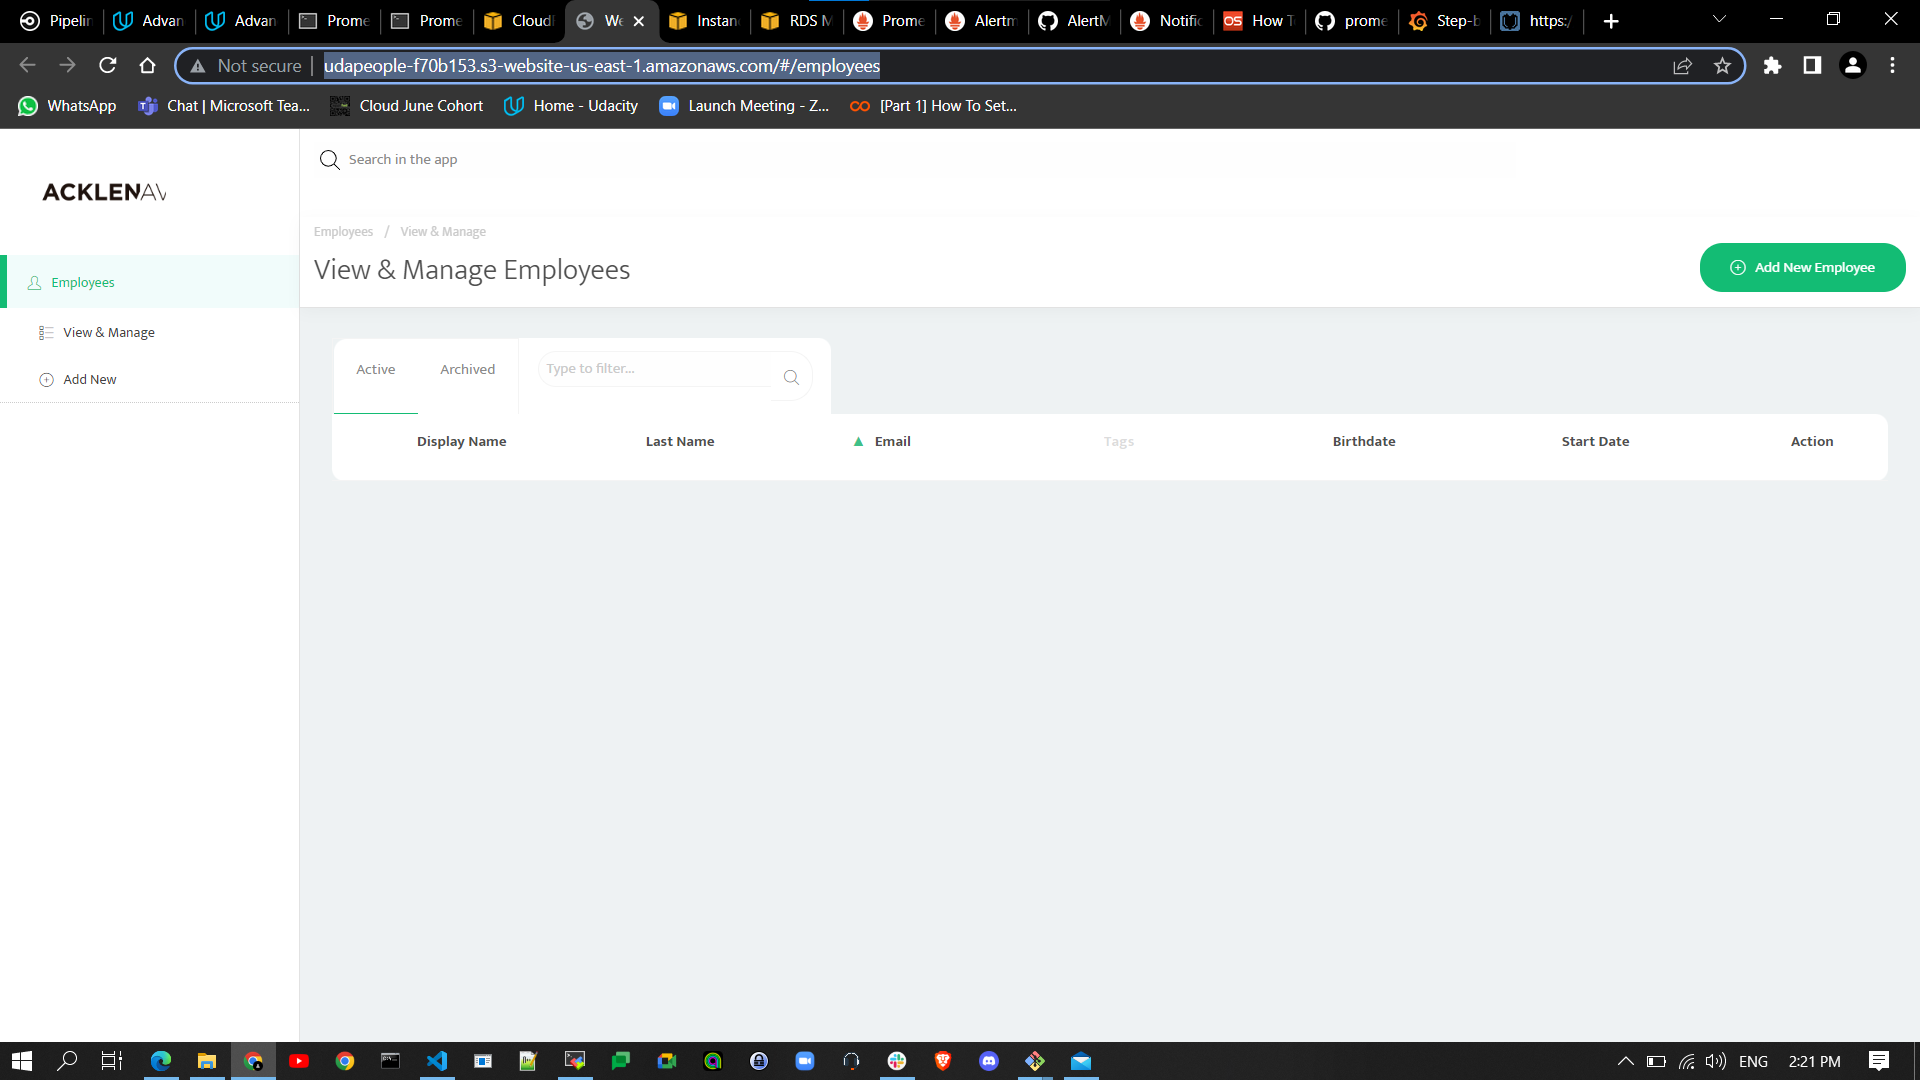 Pipelin
Advan
Advan
Prome
Prome
Cloud
We
Instan
RDS M
Prome
Alertm
AlertM
Notific
How T
prome
Step-b
https:/
Not secure
udapeople-f70b153.s3-website-us-east-1.amazonaws.com/#/employees
WhatsApp
Chat | Microsoft Tea...
Cloud June Cohort
Home - Udacity
Launch Meeting - Z...
[Part 1] How To Set...
ACKLENAV
Search in the app
Employees / View & Manage
View & Manage Employees
Add New Employee
Employees
View & Manage
Add New
Active
Archived
Type to filter...
Display Name
Last Name
Email
Tags
Birthdate
Start Date
Action
ENG
2:21 PM